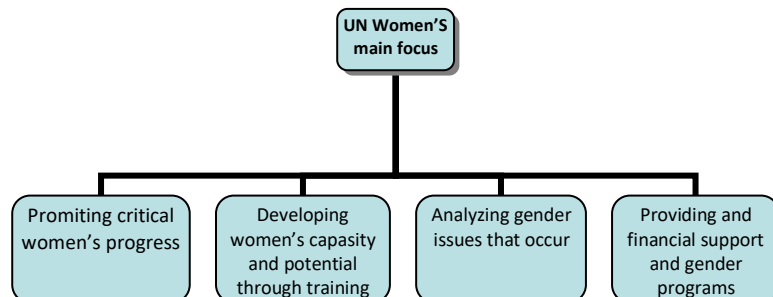 UN Women'S
main focus
Promiting critical
women's progress
Developing
women's capasity
and potential
through training
Analyzing gender
issues that occur
Providing and
financial support
and gender
programs